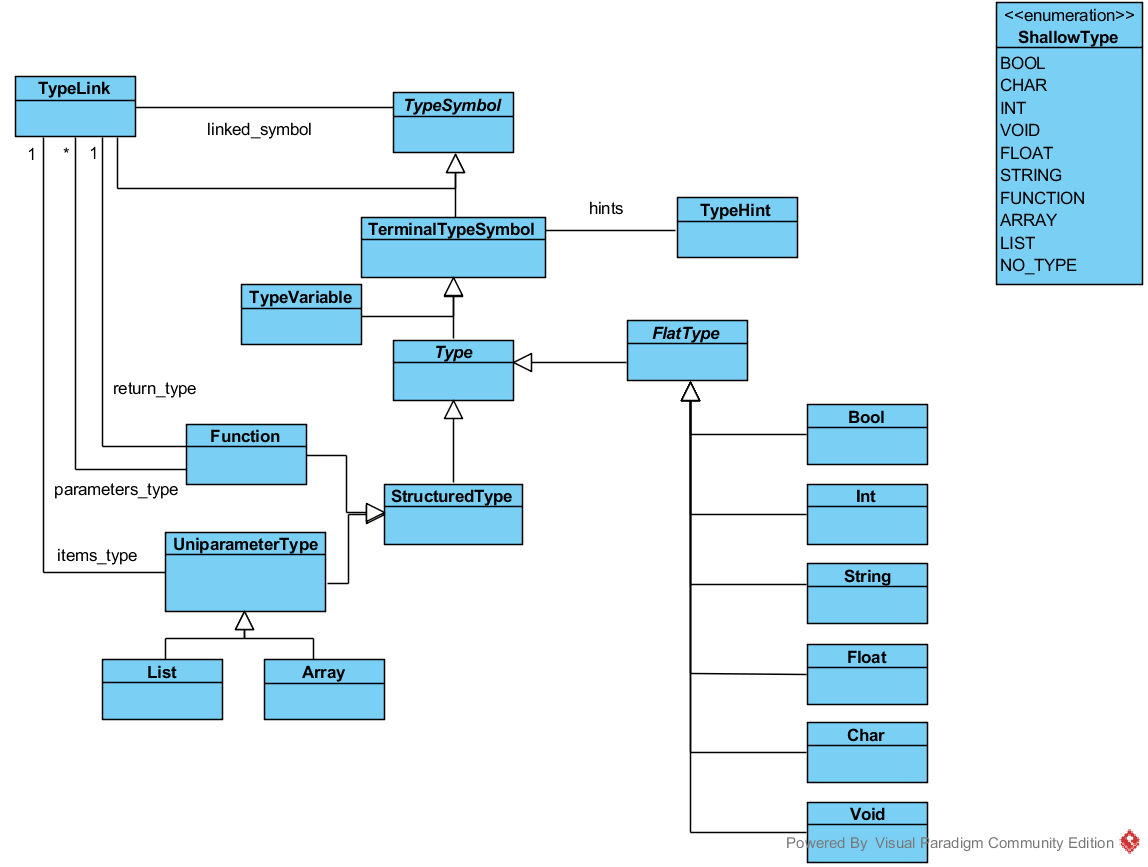 <<enumeration>>
ShallowType
BOOL
CHAR
INT
VOID
FLOAT
STRING
FUNCTION
ARRAY
LIST
NO_TYPE
TypeLink
TypeSymbol
linked_symbol
1
*
1
TerminalTypeSymbol
hints
TypeHint
TypeVariable
Type
FlatType
return_type
Function
parameters_type
StructuredType
UniparameterType
items_type
List
Array
Bool
Int
String
Float
Char
Void
Powered By Visual Paradigm Community Edition